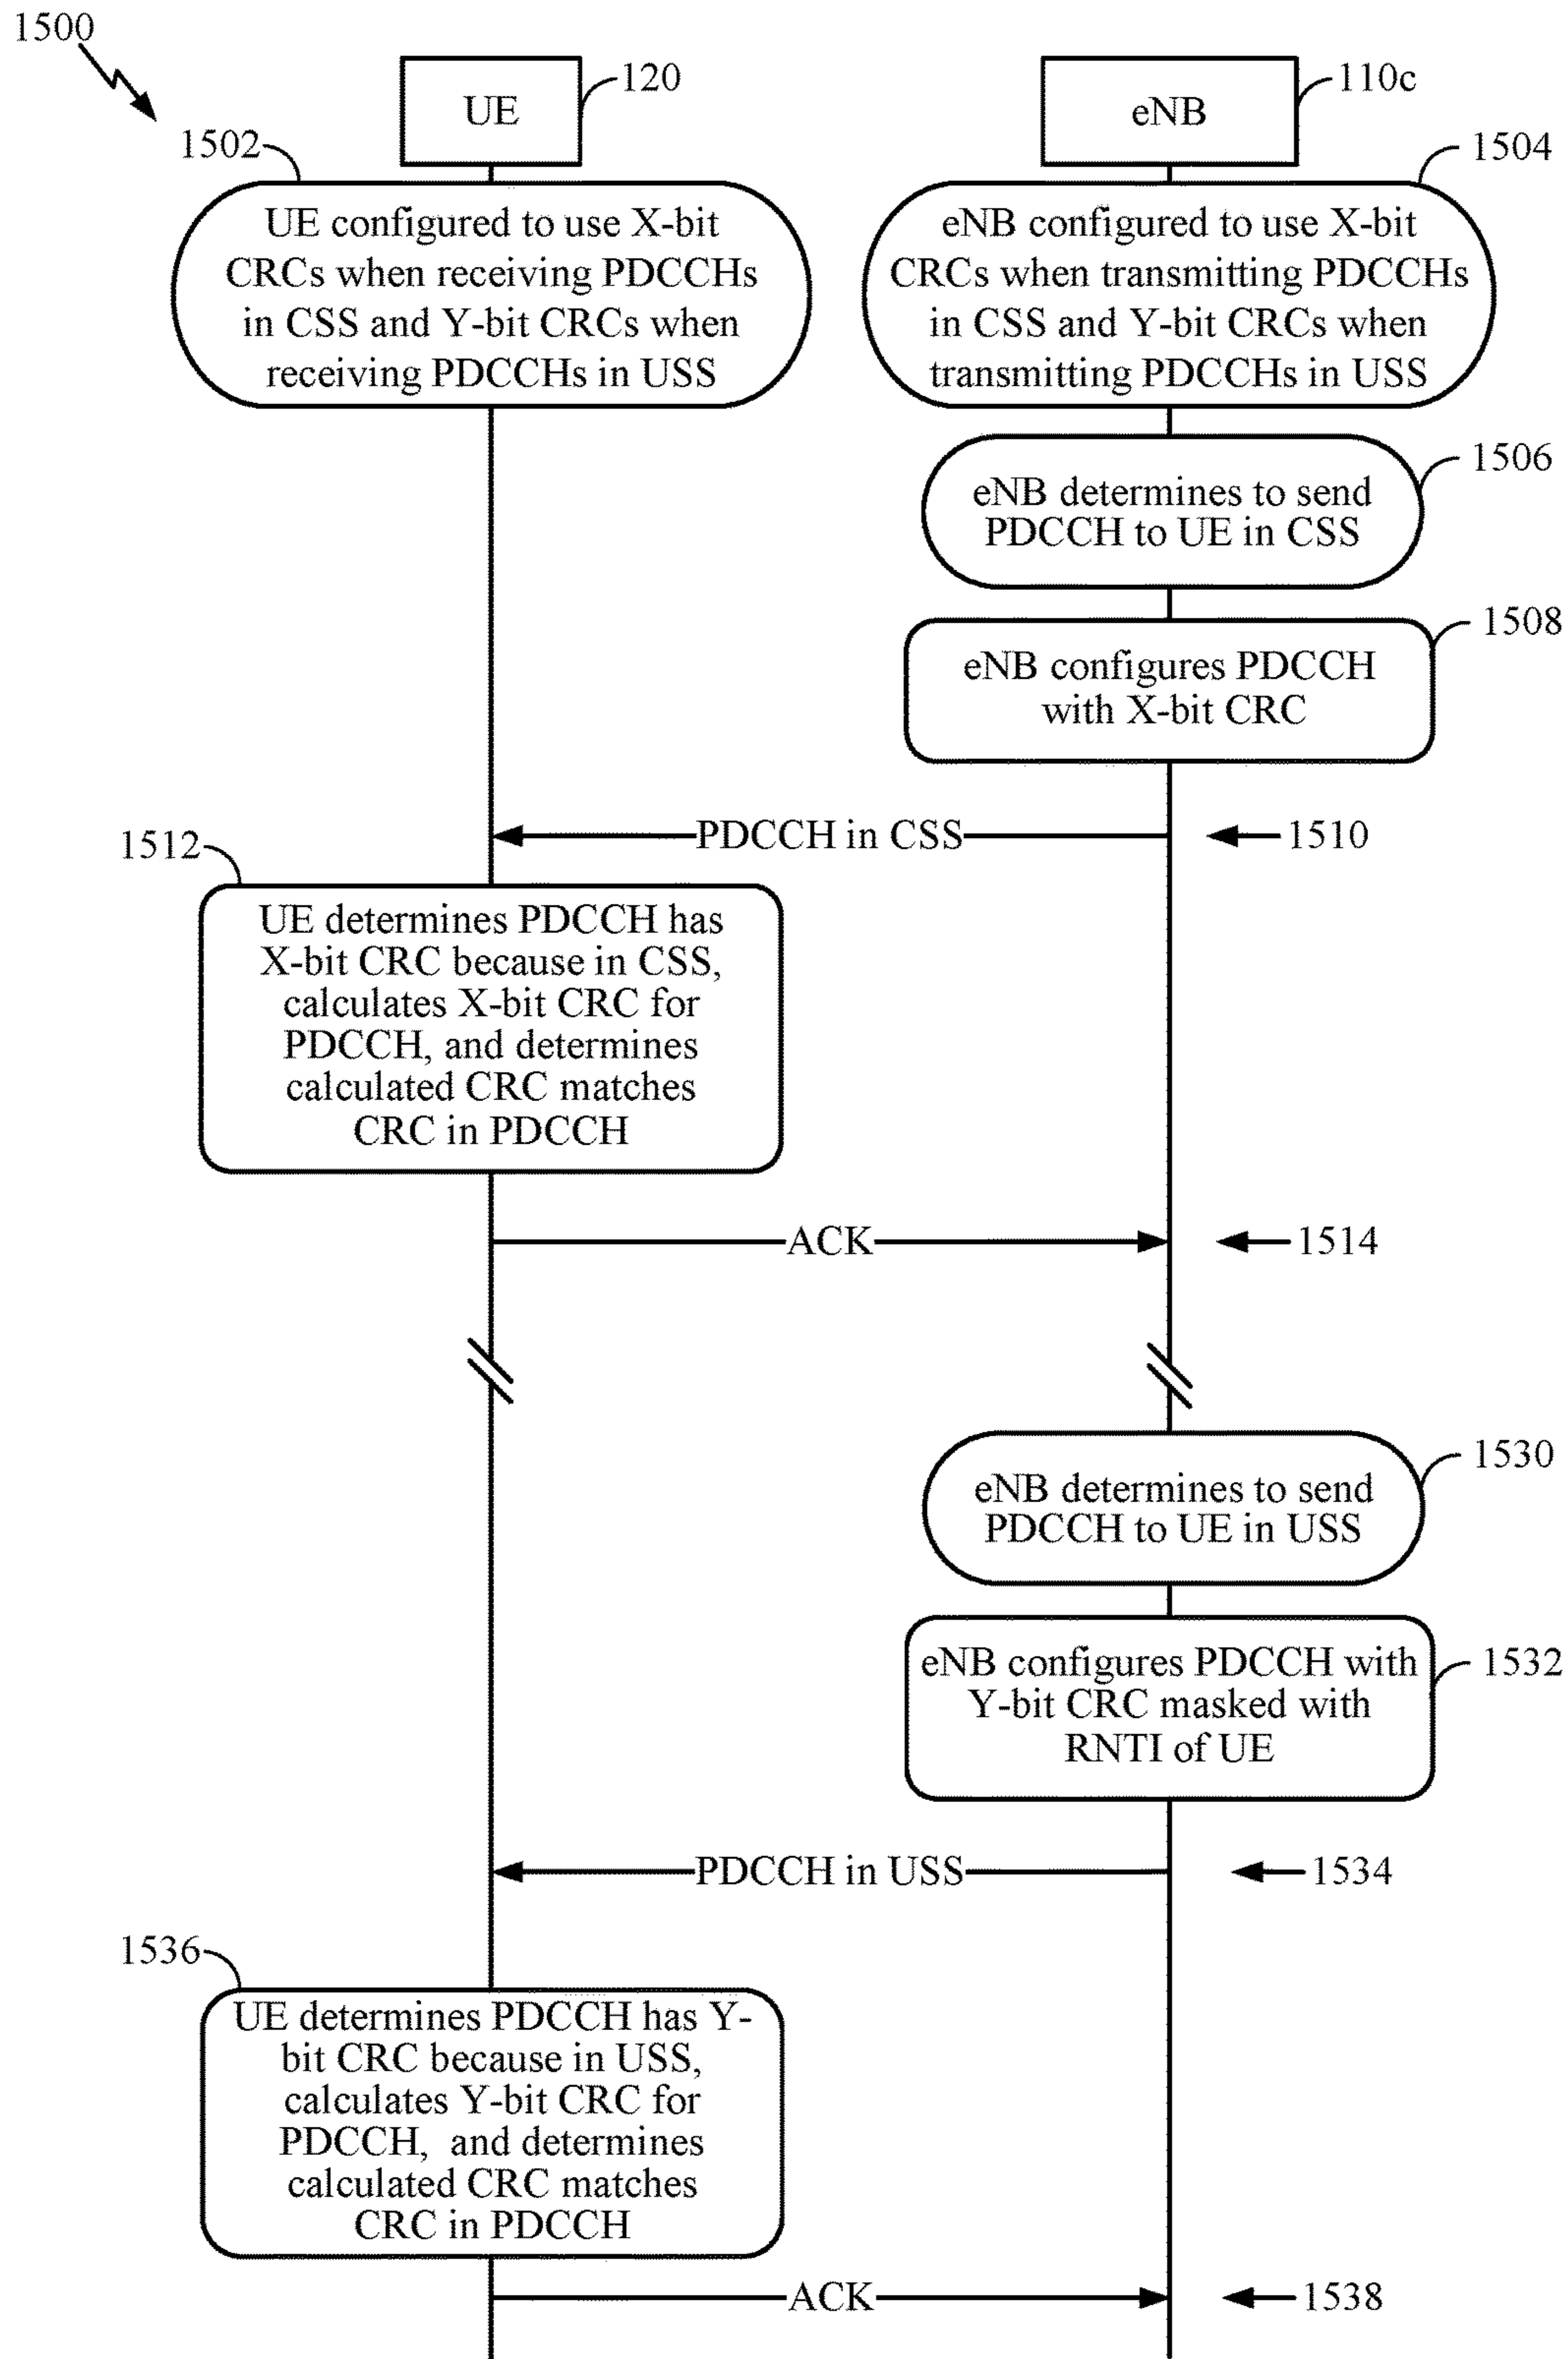 1500
UE
120
eNB
110c
1502
UE configured to use X-bit
CRCs when receiving PDCCHs
in CSS and Y-bit CRCs when
receiving PDCCHs in USS
1504
eNB configured to use X-bit
CRCs when transmitting PDCCHs
in CSS and Y-bit CRCs when
transmitting PDCCHs in USS
1506
eNB determines to send
PDCCH to UE in CSS
1508
eNB configures PDCCH
with X-bit CRC
PDCCH in CSS
1510
1512
UE determines PDCCH has
X-bit CRC because in CSS,
calculates X-bit CRC for
PDCCH, and determines
calculated CRC matches
CRC in PDCCH
ACK
1514
1530
eNB determines to send
PDCCH to UE in USS
1532
eNB configures PDCCH with
Y-bit CRC masked with
RNTI of UE
PDCCH in USS
1534
1536
UE determines PDCCH has Y-
bit CRC because in USS,
calculates Y-bit CRC for
PDCCH, and determines
calculated CRC matches
CRC in PDCCH
ACK
1538